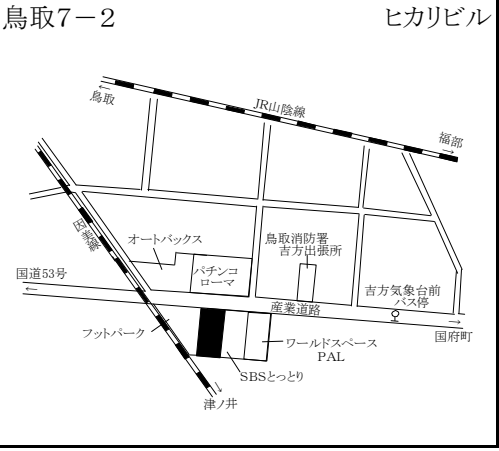 鳥取7－2
ヒカリビル
JR山陰線
鳥取
福部
因美線
オートバックス
鳥取消防署
吉方出張所
パチンコ
ローマ
国道53号
吉方気象台前
バス停
産業道路
国府町
フットパーク
ワールドスペース
PAL
SBSとっとり
津ノ井